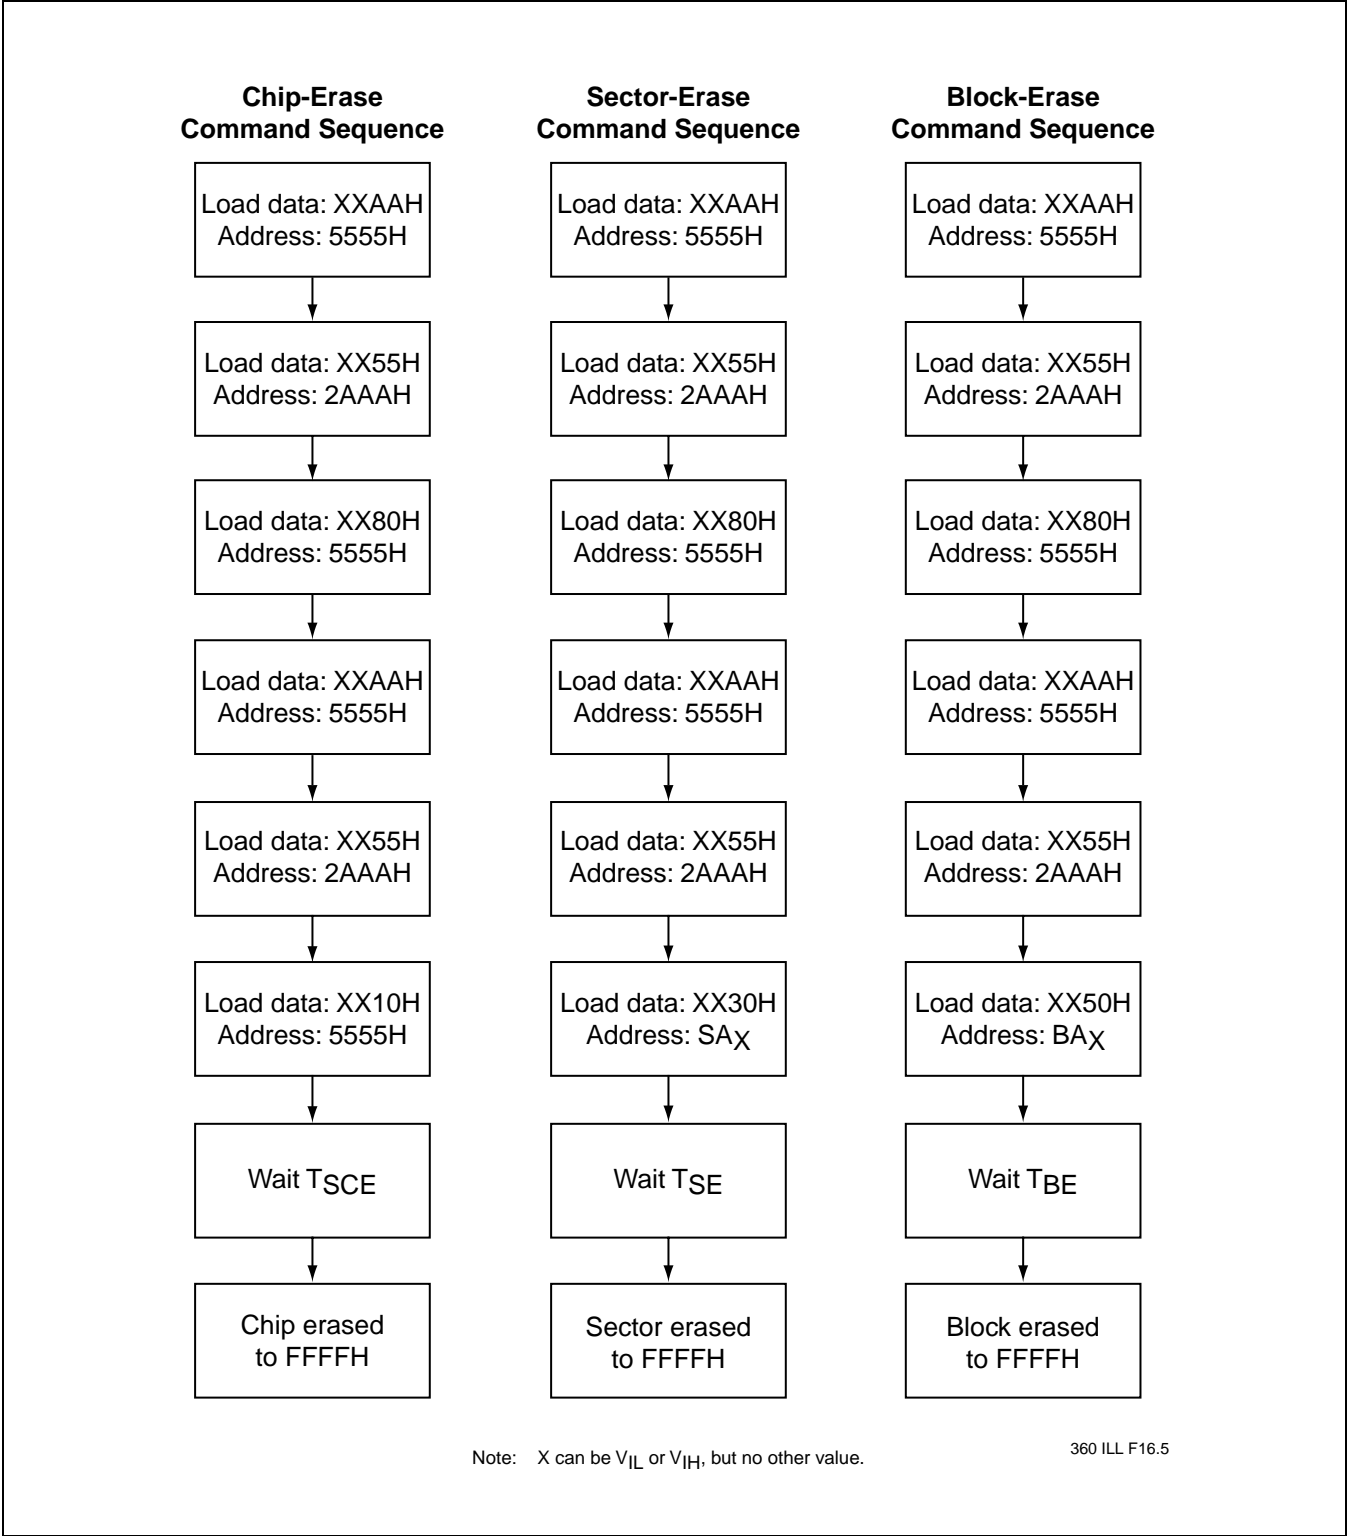 Chip-Erase
Command Sequence
Load data: XXAAH
Address: 5555H
Load data: XX55H
Address: 2AAAH
Load data: XX80H
Address: 5555H
Load data: XXAAH
Address: 5555H
Load data: XX55H
Address: 2AAAH
Load data: XX10H
Address: 5555H
Wait TSCE
Chip erased
to FFFFH
Sector-Erase
Command Sequence
Load data: XXAAH
Address: 5555H
Load data: XX55H
Address: 2AAAH
Load data: XX80H
Address: 5555H
Load data: XXAAH
Address: 5555H
Load data: XX55H
Address: 2AAAH
Load data: XX30H
Address: SAX
Wait TSE
Sector erased
to FFFFH
Block-Erase
Command Sequence
Load data: XXAAH
Address: 5555H
Load data: XX55H
Address: 2AAAH
Load data: XX80H
Address: 5555H
Load data: XXAAH
Address: 5555H
Load data: XX55H
Address: 2AAAH
Load data: XX50H
Address: BAX
Wait TBE
Block erased
to FFFFH
Note: X can be VIL or VIH, but no other value.
360 ILL F16.5